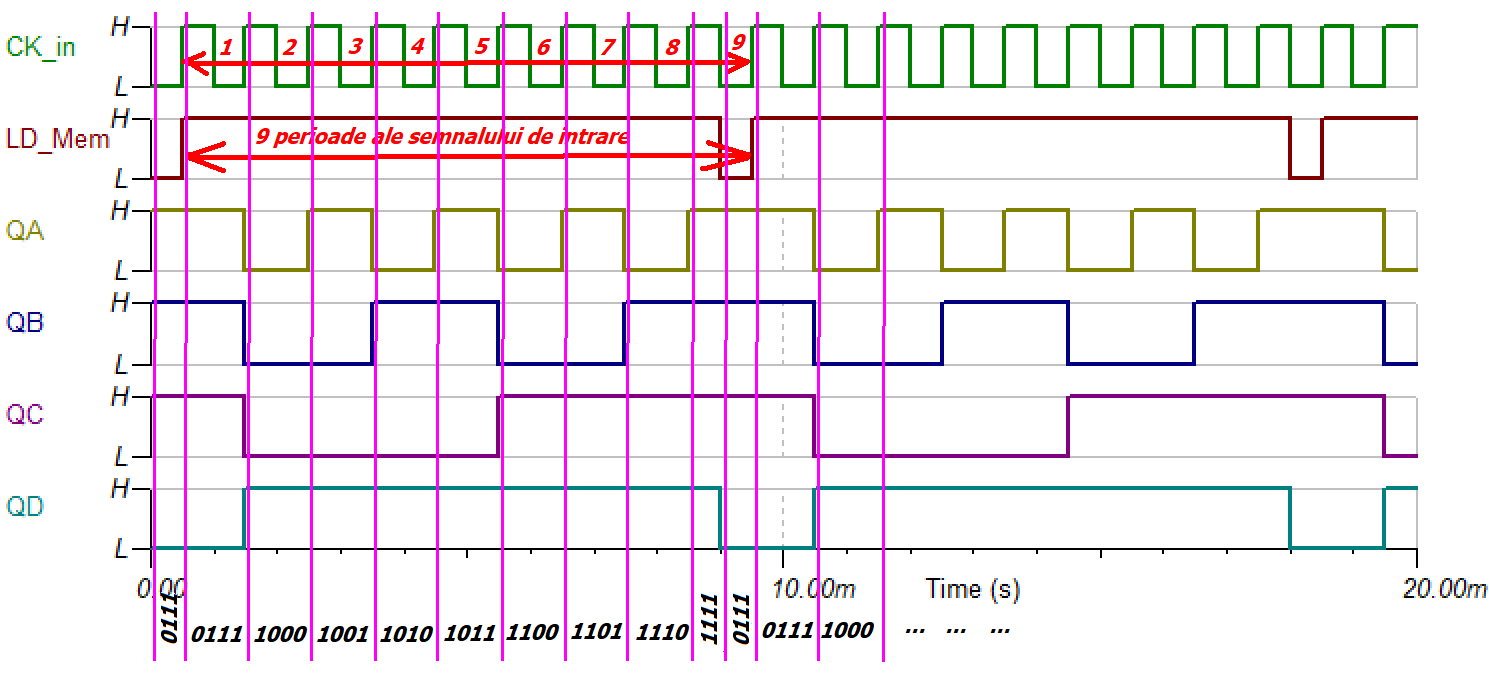 H
CK_in
1 2 3 4 5 6 7 8 9
L
H
LD_Mem
9 perioade ale semnalului de intrare
L
H
QA
L
H
QB
L
H
QC
L
H
QD
L
0.00 10.00m Time (s) 20.00m
0111 0111 1000 1001 1010 1011 1100 1101 1110 1111 0111 0111 1000 ... ... ...